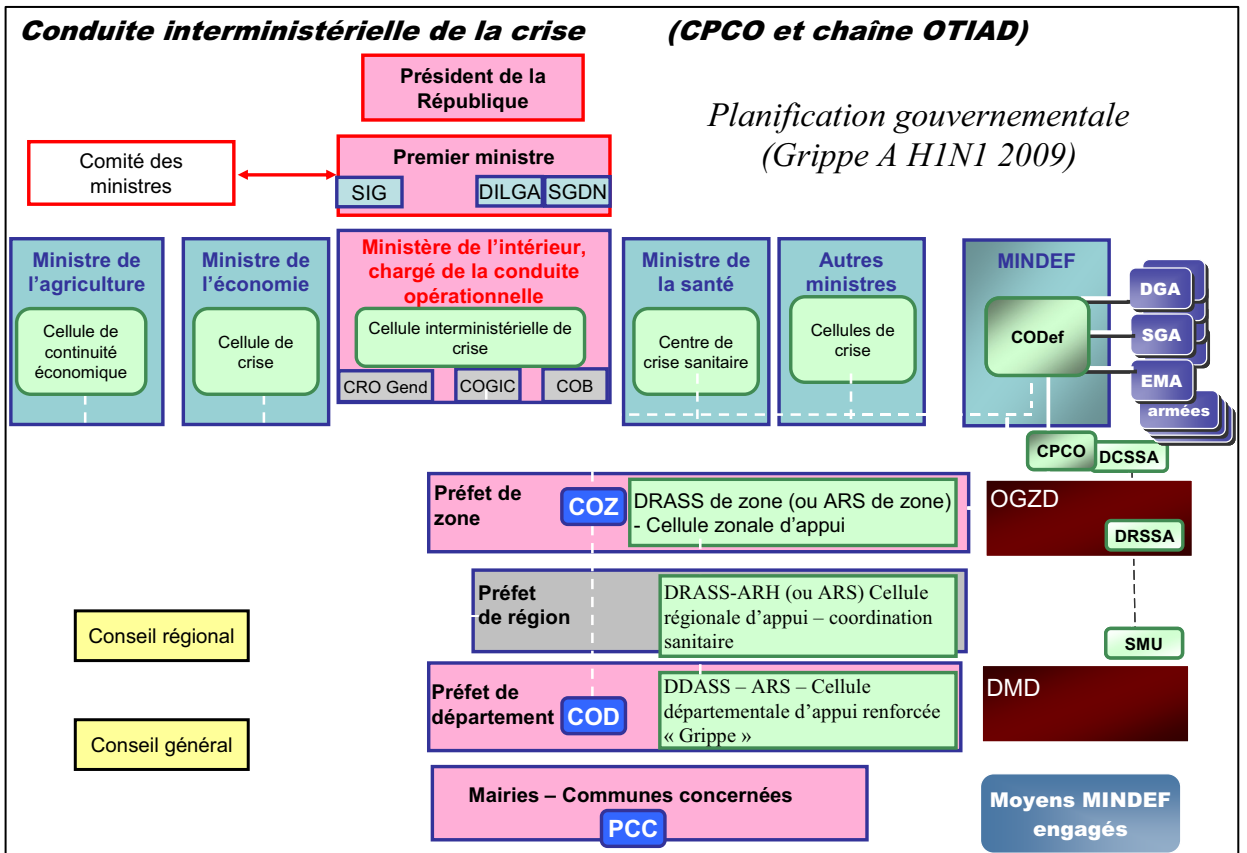 Conduite interministérielle de la crise (CPCO et chaîne OTIAD)
Président de la
République
Planification gouvernementale
(Grippe A H1N1 2009)
Comité des
ministres
Premier ministre
SIG
DILGA
SGDN
Ministre de
l'agriculture
Cellule de
continuité
économique
Ministre de
l'économie
Cellule de
crise
Ministère de l'intérieur,
chargé de la conduite
opérationnelle
Cellule interministérielle de
crise
CRO Gend
COGIC
COB
Ministre de
la santé
Centre de
crise sanitaire
Autres
ministres
Cellules de
crise
MINDEF
CODef
DGA
SGA
EMA
armées
CPCO
DCSSA
Préfet de
zone
COZ
DRASS de zone (ou ARS de zone)
- Cellule zonale d'appui
OGZD
DRSSA
Préfet
de région
DRASS-ARH (ou ARS) Cellule
régionale d'appui – coordination
sanitaire
Conseil régional
SMU
Préfet de
département
COD
DDASS – ARS – Cellule
départementale d'appui renforcée
« Grippe »
DMD
Conseil général
Mairies – Communes concernées
PCC
Moyens MINDEF
engagés